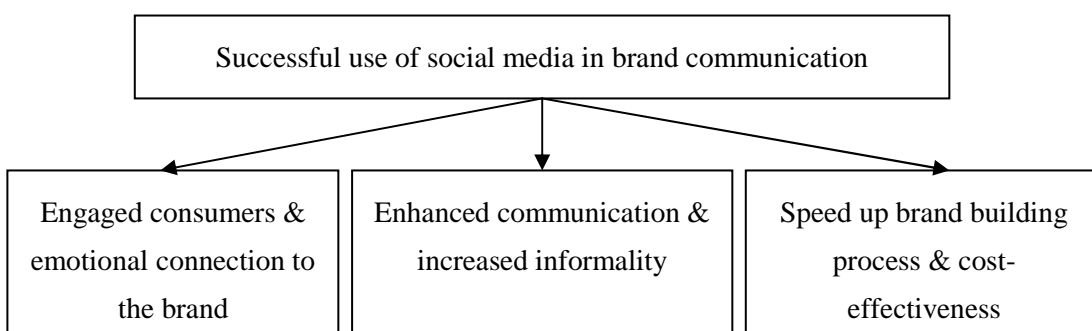 Successful use of social media in brand communication
Engaged consumers &
emotional connection to
the brand
Enhanced communication &
increased informality
Speed up brand building
process & cost-
effectiveness